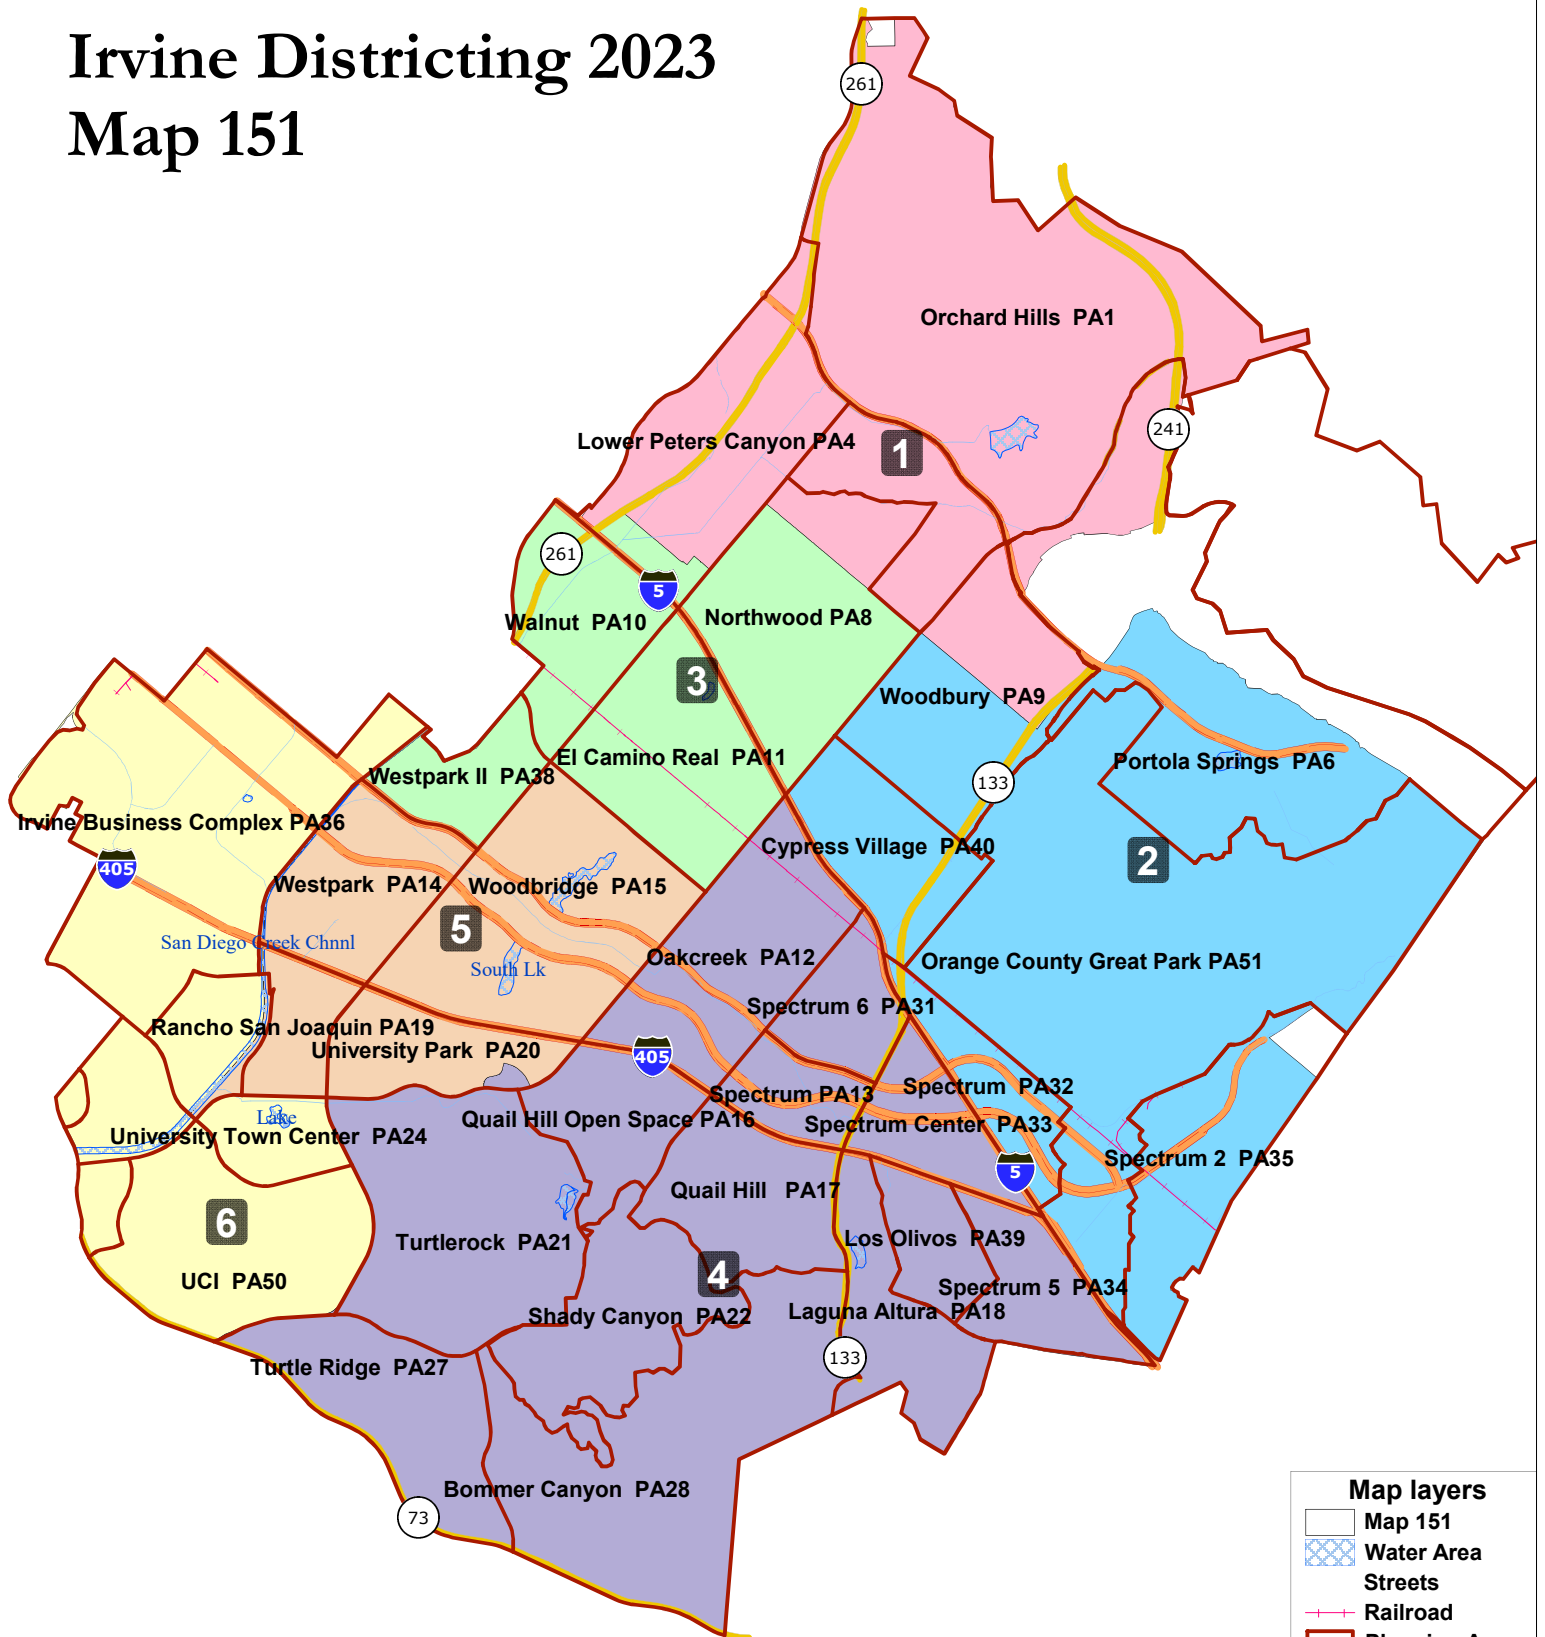 Irvine Districting 2023
Map 151
261
Orchard Hills PA1
241
Lower Peters Canyon PA4
1
261
5
Walnut PA10
Northwood PA8
3
Woodbury PA9
El Camino Real PA11
Westpark II PA38
133
Portola Springs PA6
Irvine Business Complex PA36
Cypress Village PA40
2
405
Westpark PA14
Woodbridge PA15
5
San Diego Creek Chnnl
Oakcreek PA12
Orange County Great Park PA51
South Lk
Spectrum 6 PA31
Rancho San Joaquin PA19
University Park PA20
405
Spectrum PA13
Spectrum PA32
Lake
Quail Hill Open Space PA16
Spectrum Center PA33
University Town Center PA24
Spectrum 2 PA35
5
Quail Hill PA17
6
Turtlerock PA21
Los Olivos PA39
4
UCI PA50
Spectrum 5 PA34
Shady Canyon PA22
Laguna Altura PA18
133
Turtle Ridge PA27
Bommer Canyon PA28
73
Map layers
Map 151
Water Area
Streets
Railroad